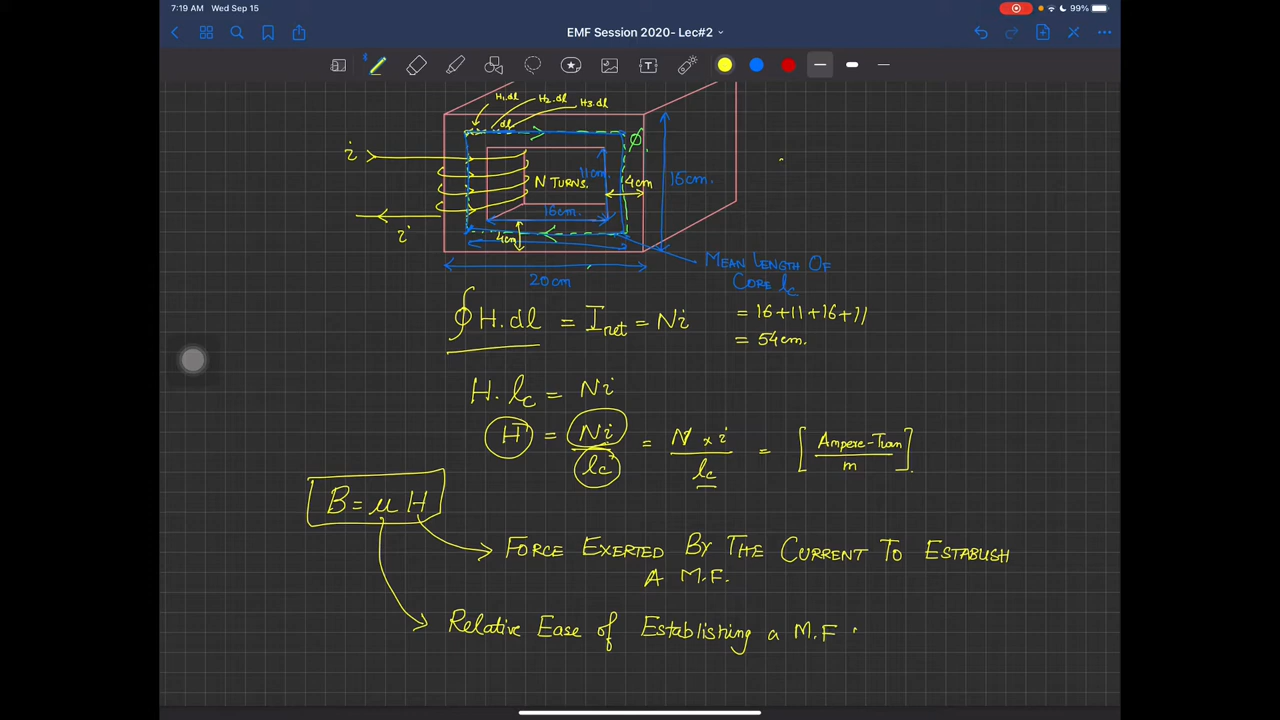 7:19 AM Wed Sep 15
99%
EMF Session 2020- Lec#2
H1.dl
H2.dl
H3.dl
dl
Ø
i
11cm.
4cm
16cm.
N TURNS.
16cm.
4cm
i
20cm
MEAN LENGTH OF
CORE lc
∮ H.dl = Inet = Ni
= 16+11+16+11
= 54cm.
H. lc = Ni
H = Ni/lc = N x i/lc = [Ampere-Turn/m]
B = μ H
FORCE EXERTED BY THE CURRENT TO ESTABLISH
A M.F.
Relative Ease of Establishing a M.F.